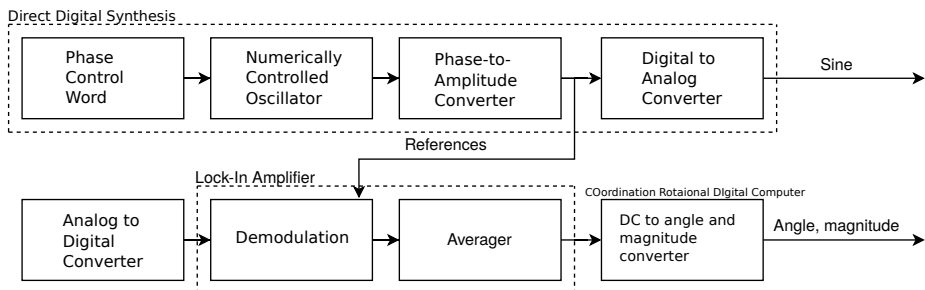 Direct Digital Synthesis
Phase
Control
Word
Numerically
Controlled
Oscillator
Phase-to-
Amplitude
Converter
Digital to
Analog
Converter
Sine
References
Lock-In Amplifier
COordination Rotaional DIgital Computer
Analog to
Digital
Converter
Demodulation
Averager
DC to angle and
magnitude
converter
Angle, magnitude